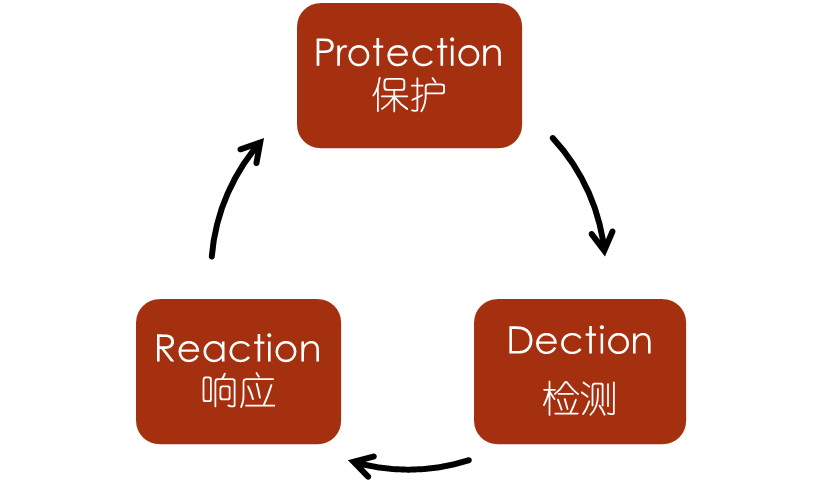 Protection
保护
Reaction
响应
Dection
检测